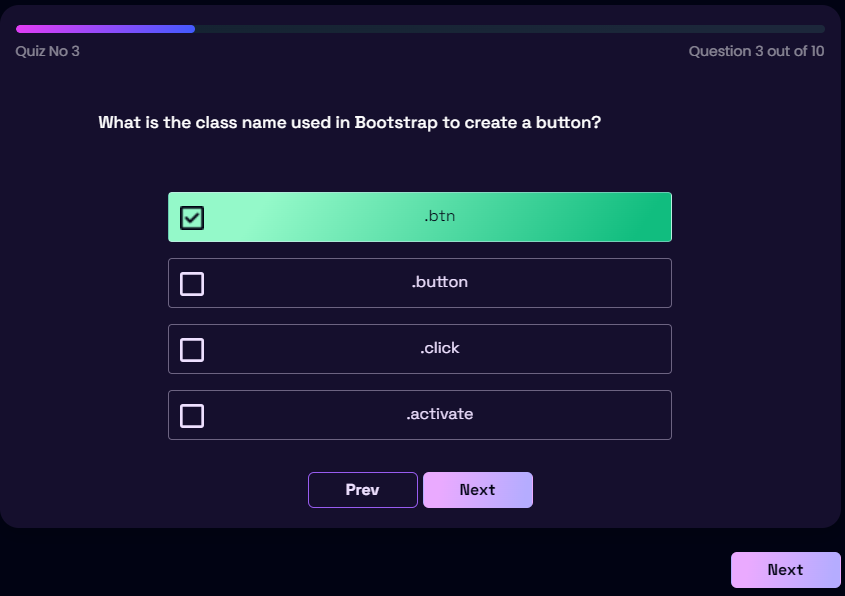 Quiz No 3
Question 3 out of 10
What is the class name used in Bootstrap to create a button?
.btn
.button
.click
.activate
Prev
Next
Next